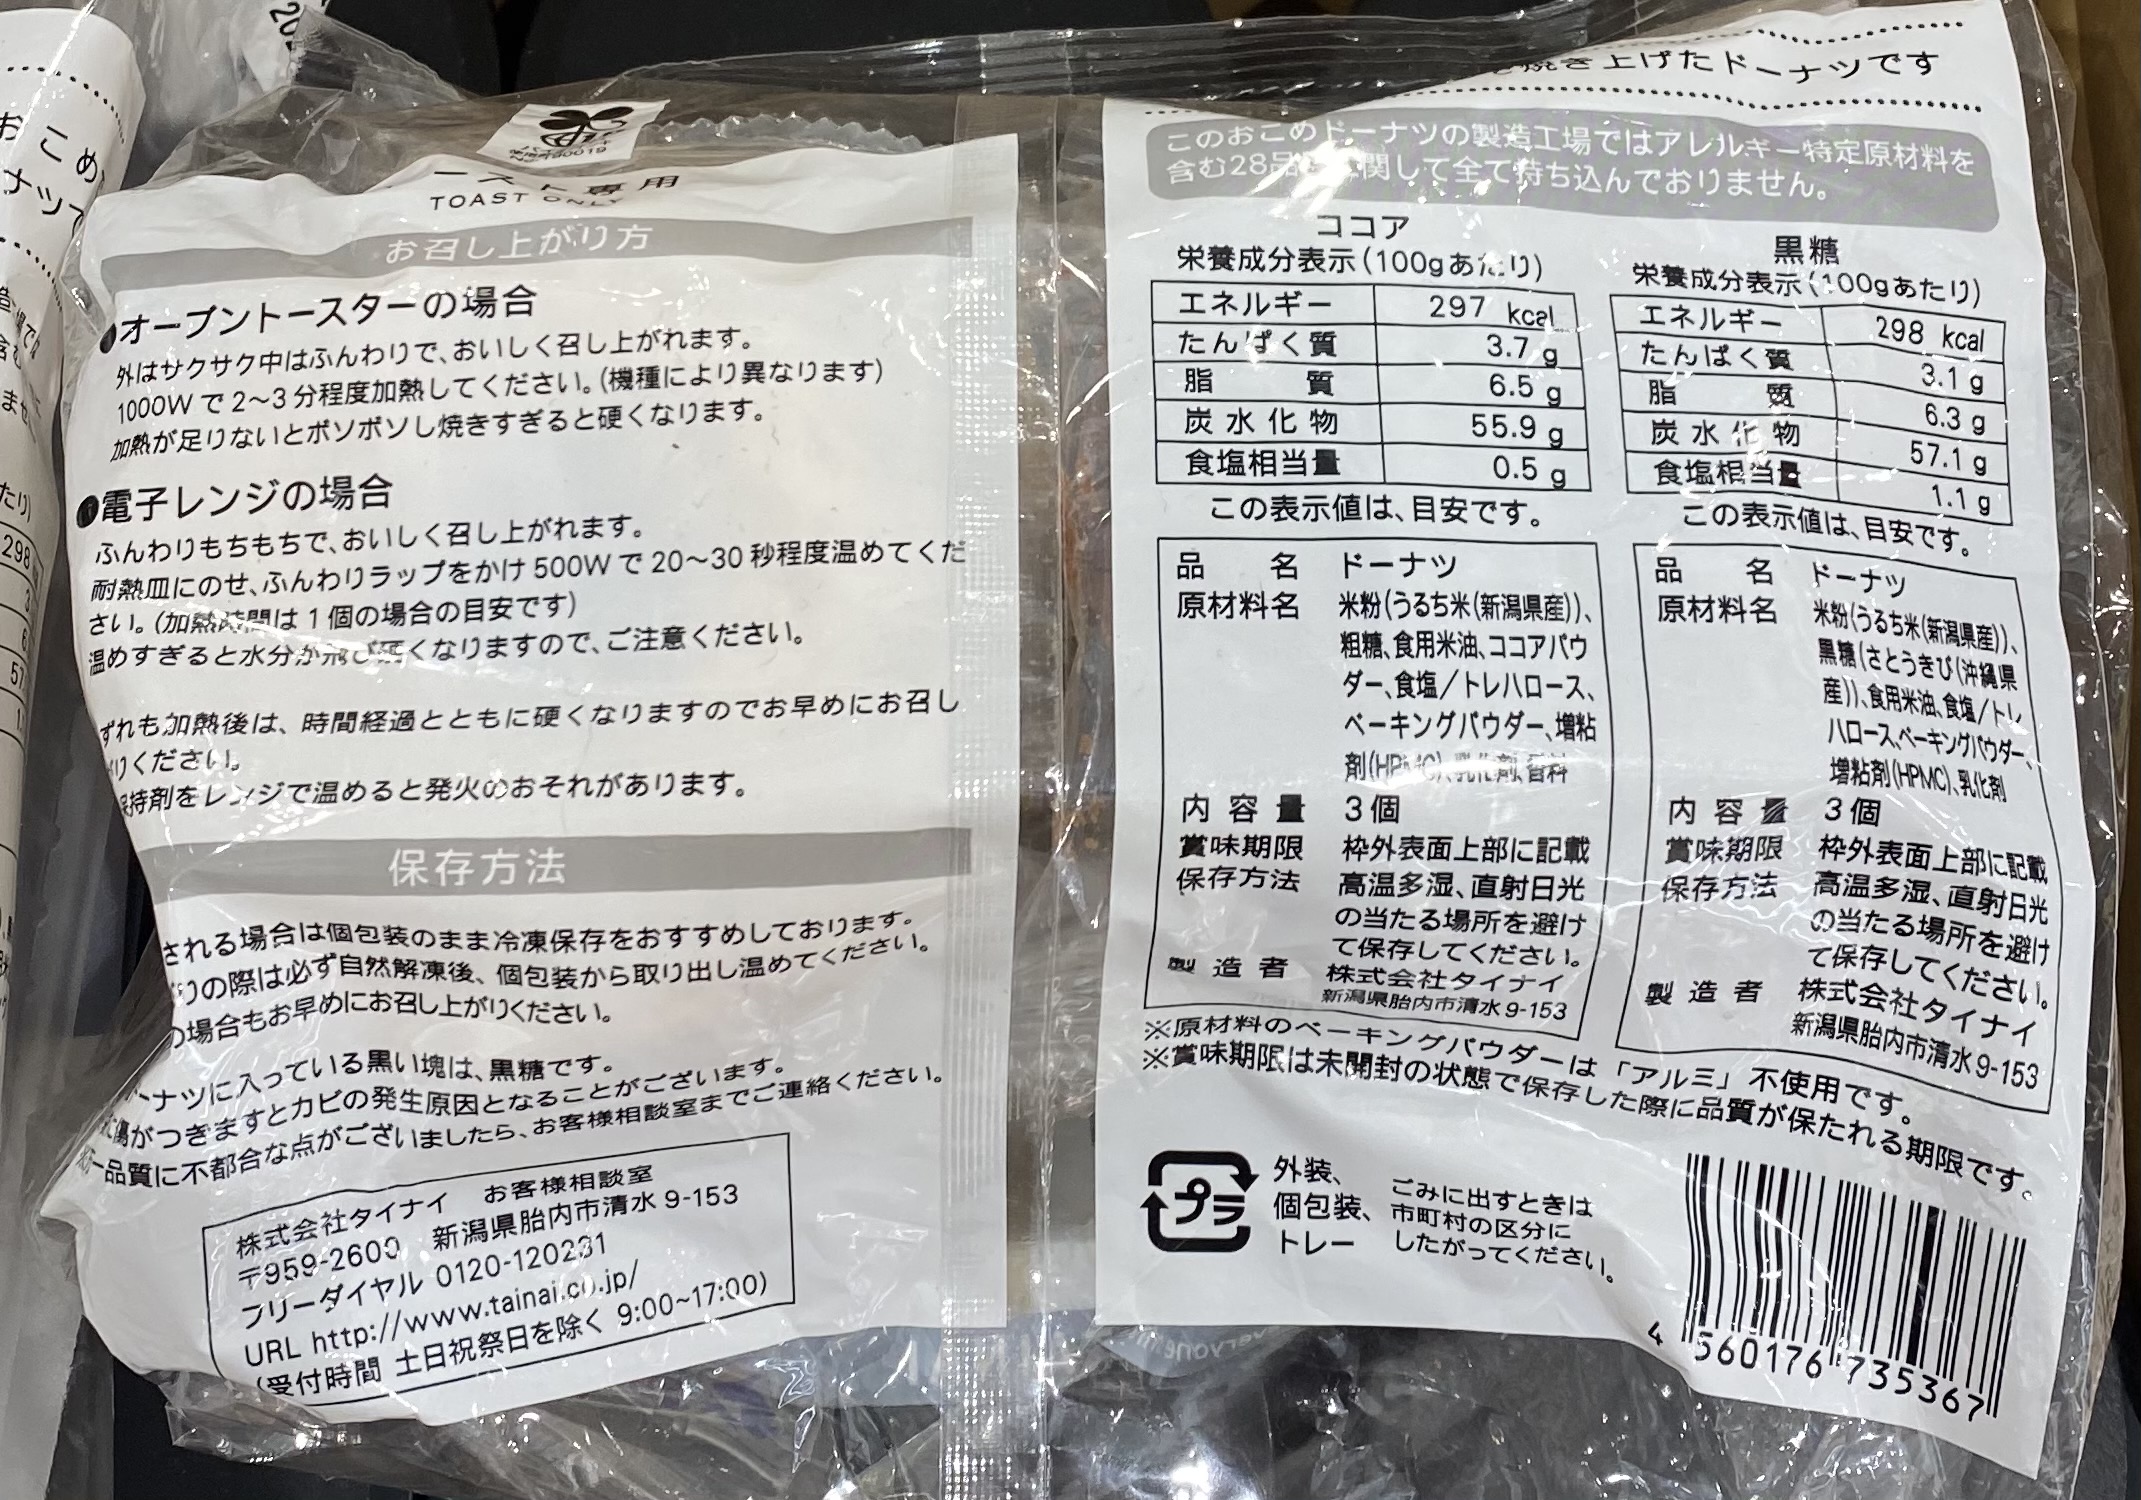 おこめ
ナツ
たり)
298
57
トースト専用
TOAST ONLY
お召し上がり方
●オーブントースターの場合
外はサクサク中はふんわりで、おいしく召し上がれます。
1000Wで2〜3分程度加熱してください。(機種により異なります)
加熱が足りないとボソボソし焼きすぎると硬くなります。
●電子レンジの場合
ふんわりもちもちで、おいしく召し上がれます。
耐熱皿にのせ、ふんわりラップをかけ500Wで20〜30秒程度温めてくだ
さい。(加熱時間は1個の場合の目安です)
温めすぎると水分が飛び硬くなりますので、ご注意ください。
ずれも加熱後は、時間経過とともに硬くなりますのでお早めにお召し
りください。
持剤をレンジで温めると発火のおそれがあります。
保存方法
される場合は個包装のまま冷凍保存をおすすめしております。
りの際は必ず自然解凍後、個包装から取り出し温めてください。
の場合もお早めにお召し上がりください。
ーナツに入っている黒い塊は、黒糖です。
に傷がつきますとカビの発生原因となることがございます。
一品質に不都合な点がございましたら、お客様相談室までご連絡ください。
株式会社タイナイ お客様相談室
〒959-2600 新潟県胎内市清水9-153
フリーダイヤル 0120-120231
URL http://www.tainai.co.jp/
(受付時間 土日祝祭日を除く 9:00~17:00)
焼き上げたドーナツです
このおこめドーナツの製造工場ではアレルギー特定原材料を
含む28品 関して全て持ち込んでおりません。
ココア
栄養成分表示(100gあたり)
エネルギー 297 kcal
たんぱく質 3.7 g
脂質 6.5 g
炭水化物 55.9 g
食塩相当量 0.5 g
この表示値は、目安です。
品名 ドーナツ
原材料名 米粉(うるち米(新潟県産))、
粗糖、食用米油、ココアパウ
ダー、食塩/トレハロース、
ベーキングパウダー、増粘
剤(HPMC)、乳化剤、香料
内容量 3個
賞味期限 枠外表面上部に記載
保存方法 高温多湿、直射日光
の当たる場所を避け
て保存してください。
製造者 株式会社タイナイ
新潟県胎内市清水9-153
黒糖
栄養成分表示(100gあたり)
エネルギー 298 kcal
たんぱく質 3.1 g
脂質 6.3 g
炭水化物 57.1 g
食塩相当量 1.1 g
この表示値は、目安です。
品名 ドーナツ
原材料名 米粉(うるち米(新潟県産))、
黒糖(さとうきび(沖縄県
産))、食用米油、食塩/トレ
ハロース、ベーキングパウダー、
増粘剤(HPMC)、乳化剤
内容量 3個
賞味期限 枠外表面上部に記載
保存方法 高温多湿、直射日光
の当たる場所を避け
て保存してください。
製造者 株式会社タイナイ
新潟県胎内市清水9-153
※原材料のベーキングパウダーは「アルミ」不使用です。
※賞味期限は未開封の状態で保存した際に品質が保たれる期限です。
プラ
外装、
個包装、
トレー
ごみに出すときは
市町村の区分に
したがってください。
4 560176 735367